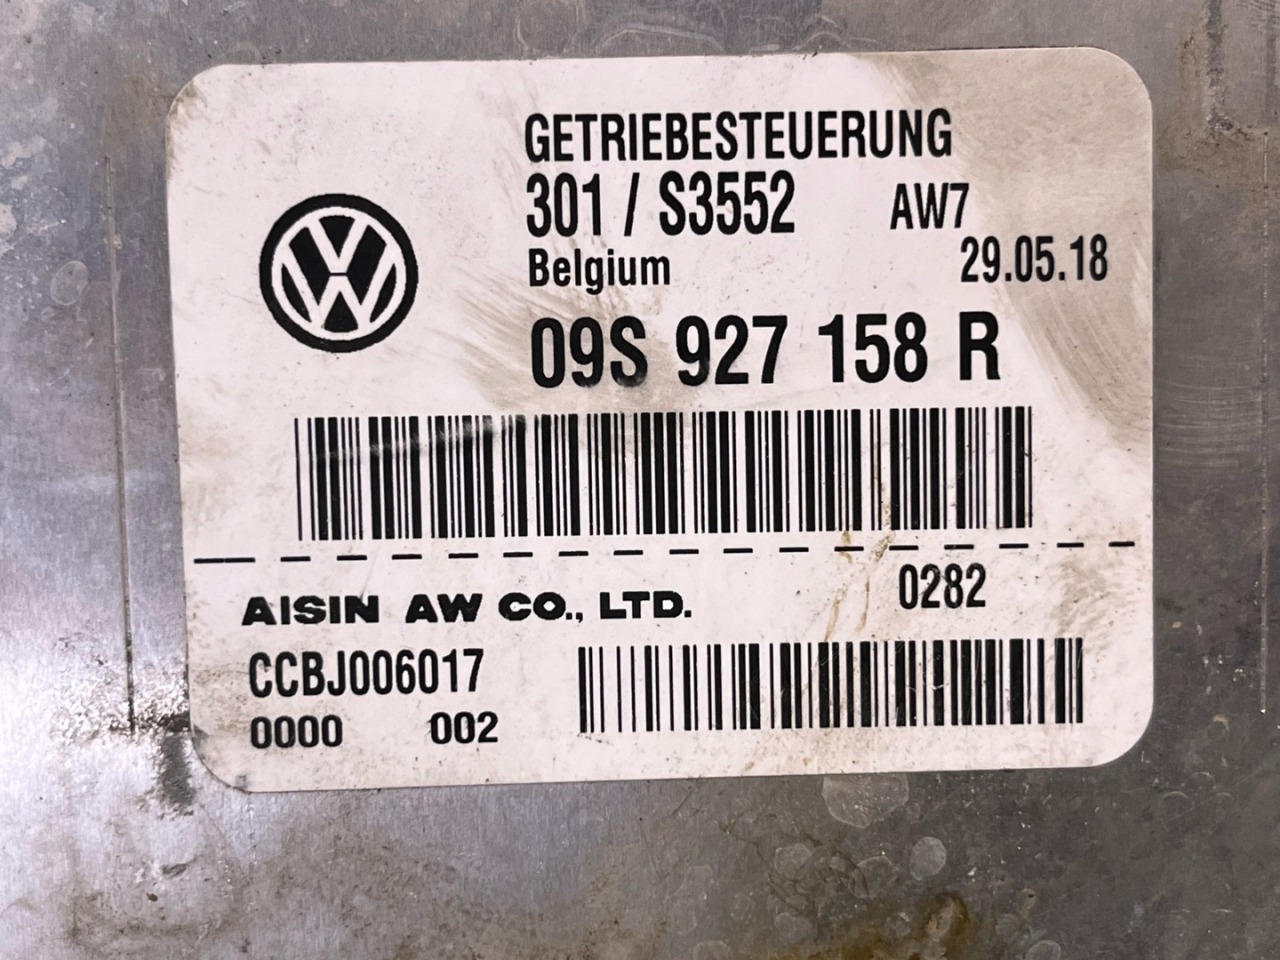 GETRIEBESTEUERUNG
301 / S3552 AW7
Belgium 29.05.18
09S 927 158 R
0282
AISIN AW CO., LTD.
CCBJ006017
0000 002